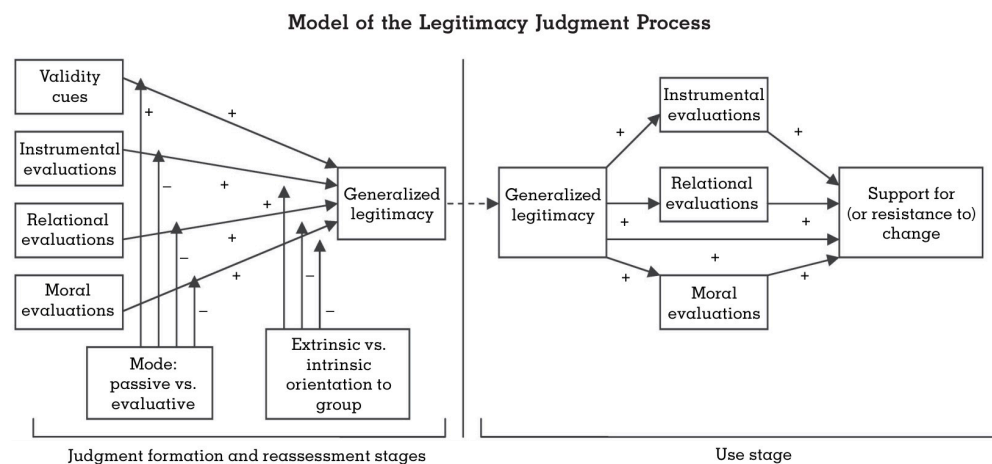 Model of the Legitimacy Judgment Process
Validity
cues
Instrumental
evaluations
Relational
evaluations
Moral
evaluations
+
+
+
+
+
–
–
–
+
–
–
Mode:
passive vs.
evaluative
Extrinsic vs.
intrinsic
orientation to
group
Generalized
legitimacy
Judgment formation and reassessment stages
Generalized
legitimacy
Instrumental
evaluations
Relational
evaluations
Moral
evaluations
+
+
+
+
+
+
+
Support for
(or resistance to)
change
Use stage